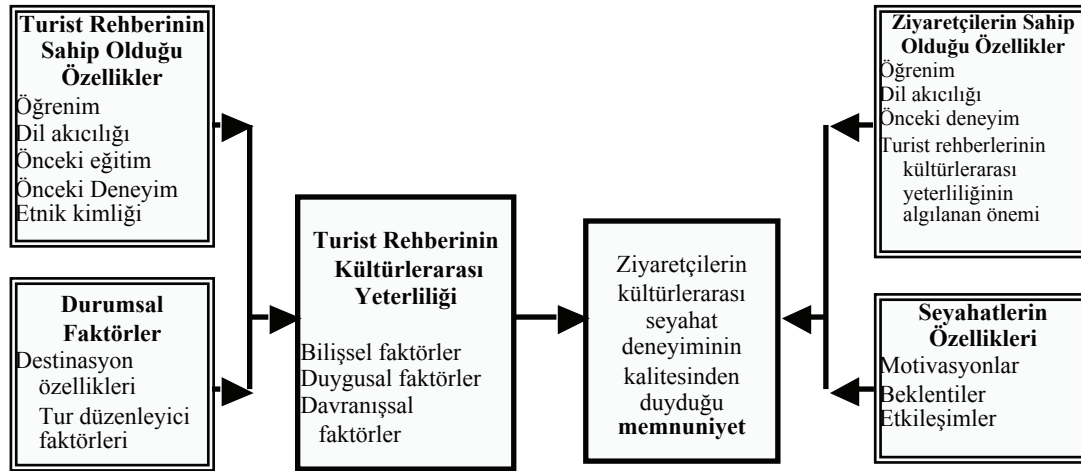 Turist Rehberinin
Sahip Olduğu
Özellikler
Öğrenim
Dil akıcılığı
Önceki eğitim
Önceki Deneyim
Etnik kimliği
Durumsal
Faktörler
Destinasyon
özellikleri
Tur düzenleyici
faktörleri
Turist Rehberinin
Kültürlerarası
Yeterliliği
Bilişsel faktörler
Duygusal faktörler
Davranışsal
faktörler
Ziyaretçilerin
kültürlerarası
seyahat
deneyiminin
kalitesinden
duyduğu
memnuniyet
Ziyaretçilerin Sahip
Olduğu Özellikler
Öğrenim
Dil akıcılığı
Önceki deneyim
Turist rehberlerinin
kültürlerarası
yeterliliğinin
algılanan önemi
Seyahatlerin
Özellikleri
Motivasyonlar
Beklentiler
Etkileşimler